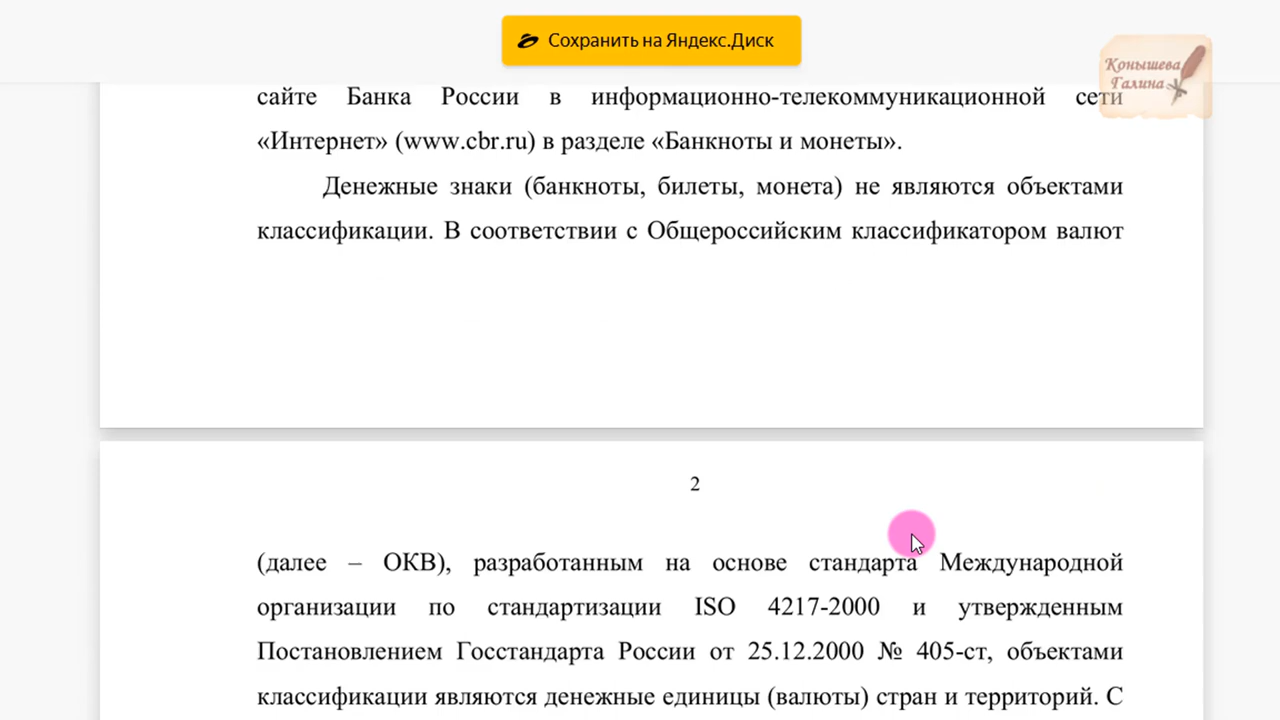 Сохранить на Яндекс.Диск
Конышева
Галина
сайте Банка России в информационно-телекоммуникационной сети
«Интернет» (www.cbr.ru) в разделе «Банкноты и монеты».
Денежные знаки (банкноты, билеты, монета) не являются объектами
классификации. В соответствии с Общероссийским классификатором валют
2
(далее – ОКВ), разработанным на основе стандарта Международной
организации по стандартизации ISO 4217-2000 и утвержденным
Постановлением Госстандарта России от 25.12.2000 № 405-ст, объектами
классификации являются денежные единицы (валюты) стран и территорий. С